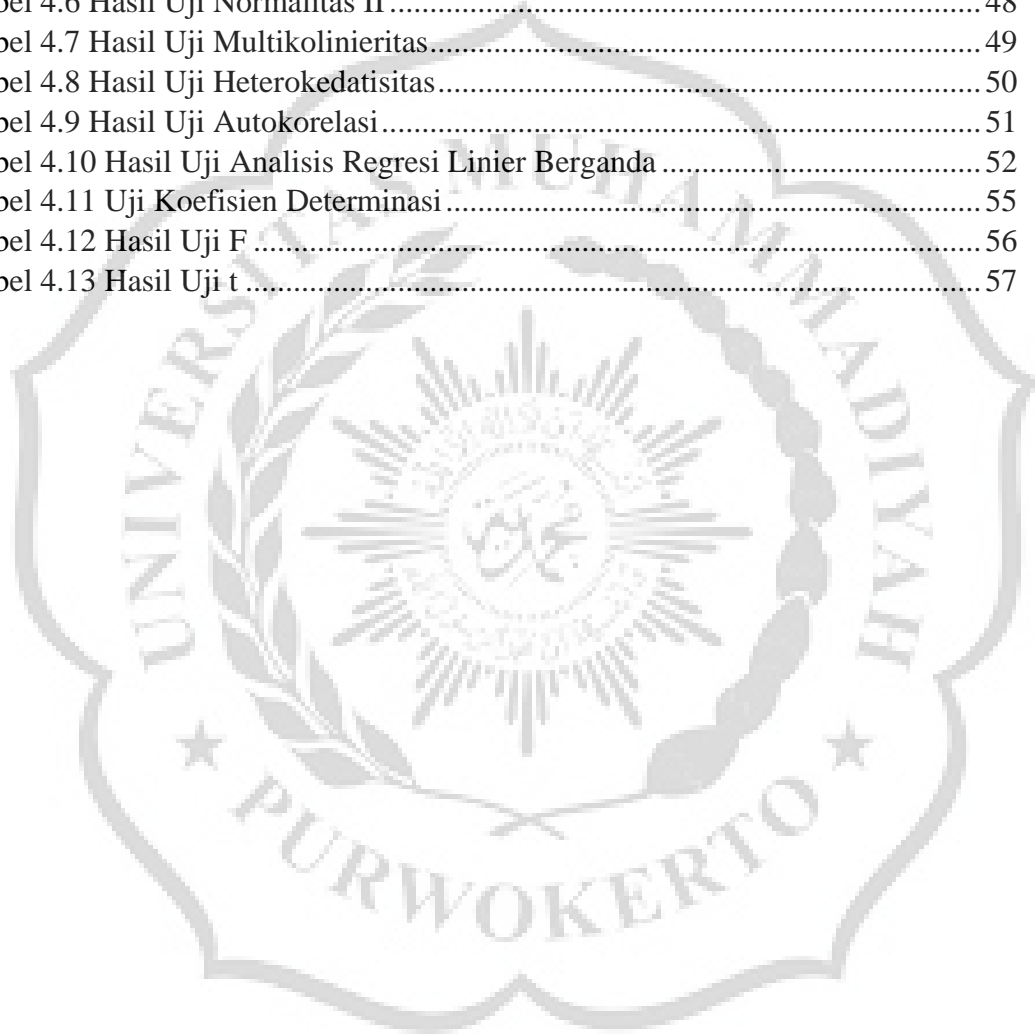 bel 4.6 Hasil Uji Normalitas II ........................................................................... 48
bel 4.7 Hasil Uji Multikolinieritas..................................................................... 49
bel 4.8 Hasil Uji Heterokedatisitas.................................................................... 50
bel 4.9 Hasil Uji Autokorelasi........................................................................... 51
bel 4.10 Hasil Uji Analisis Regresi Linier Berganda ........................................ 52
bel 4.11 Uji Koefisien Determinasi................................................................... 55
bel 4.12 Hasil Uji F ........................................................................................... 56
bel 4.13 Hasil Uji t ............................................................................................ 57
UNIVERSITAS MUHAMMADIYAH
PURWOKERTO